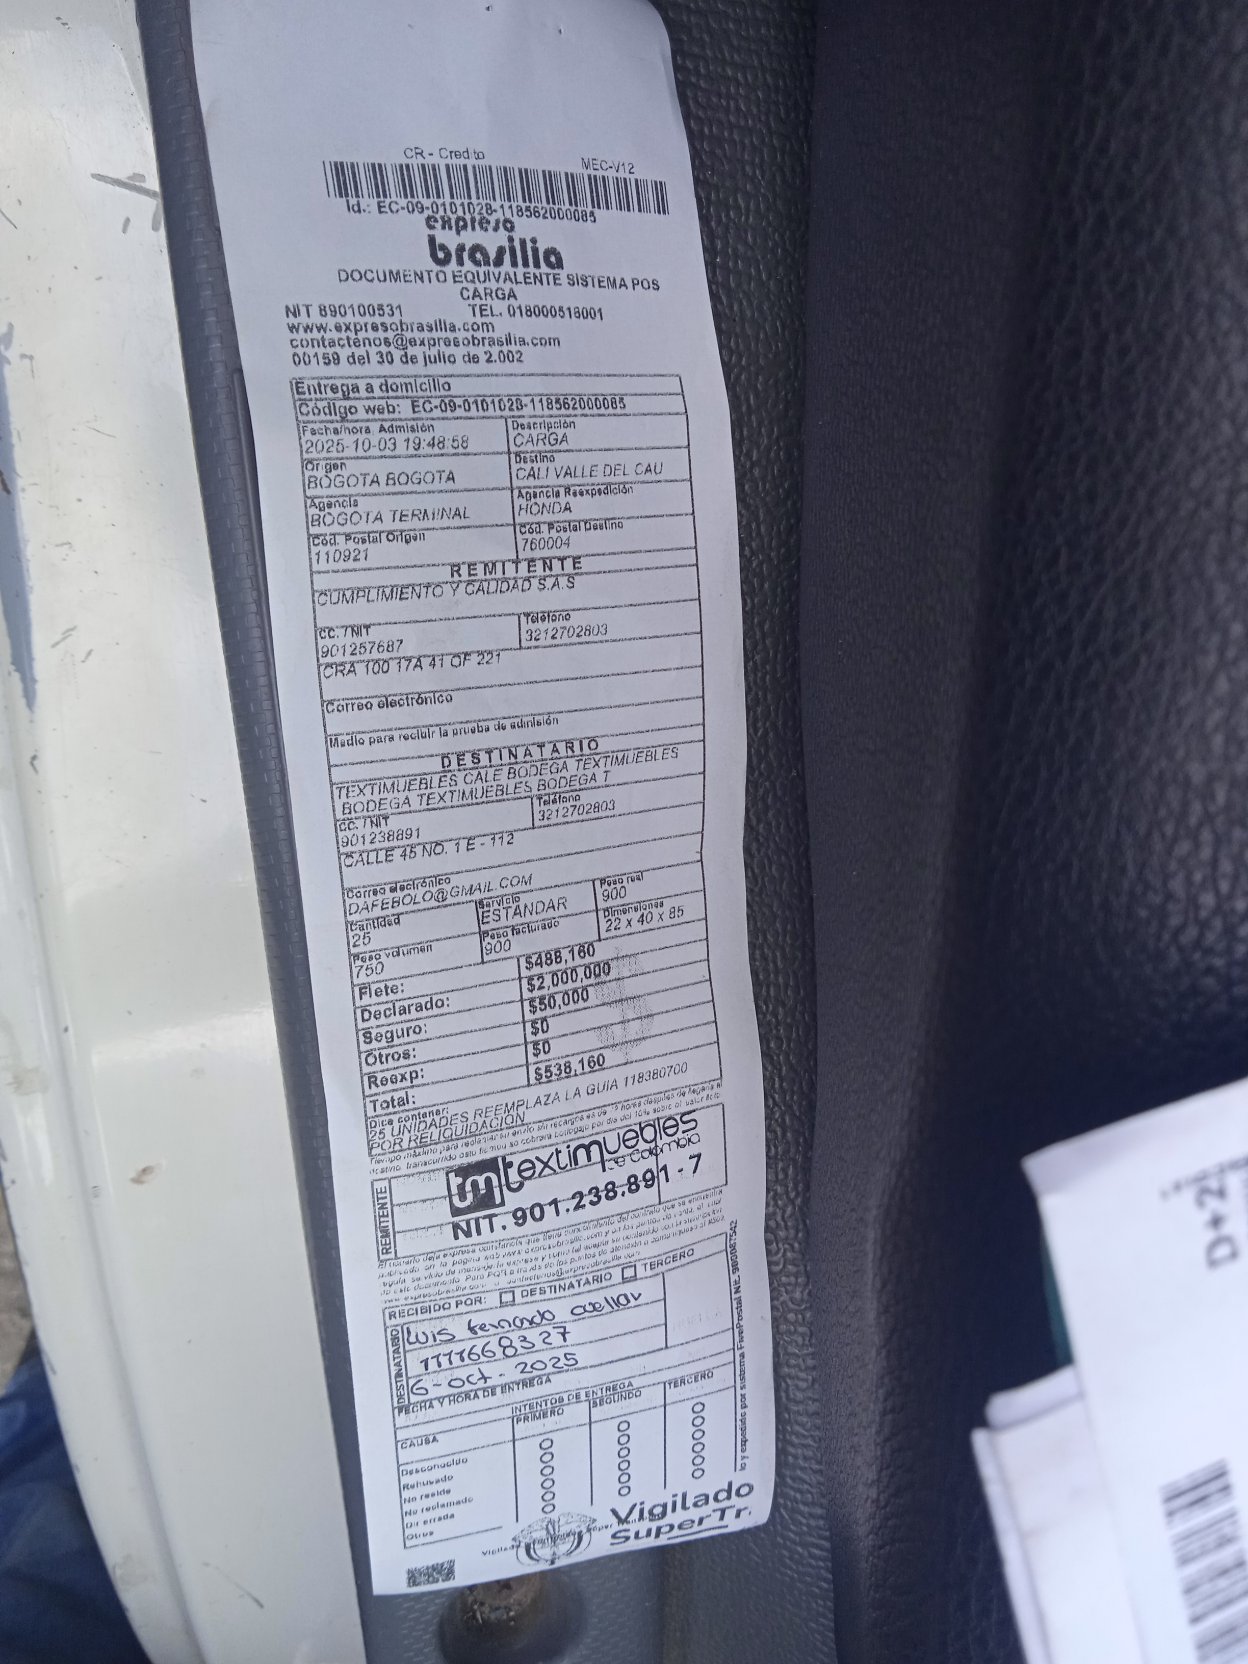 CR - Credito MEC-V12
Id.: EC-09-0101028-118562000085
expreso
brasilia
DOCUMENTO EQUIVALENTE SISTEMA POS
CARGA
NIT 890100531 TEL. 018000518001
www.expresobrasilia.com
contactenos@expresobrasilia.com
00159 del 30 de julio de 2.002
Entrega a domicilio
Código web: EC-09-0101028-118562000085
Fecha/hora Admisión Descripción
2025-10-03 19:48:58 CARGA
Origen Destino
BOGOTA BOGOTA CALI VALLE DEL CAU
Agencia Agencia Reexpedición
BOGOTA TERMINAL HONDA
Cód. Postal Origen Cód. Postal Destino
110921 760004
REMITENTE
CUMPLIMIENTO Y CALIDAD S.A.S
CC. / NIT Teléfono
901257687 3212702803
CRA 100 17A 41 OF 221
Correo electrónico
Medio para recibir la prueba de admisión
DESTINATARIO
TEXTIMUEBLES CALE BODEGA TEXTIMUEBLES
BODEGA TEXTIMUEBLES BODEGA T
CC. / NIT Teléfono
901238891 3212702803
CALLE 45 NO. 1 E - 112
Correo electrónico
DAFEBOLO@GMAIL.COM
Cantidad Servicio Peso real
25 ESTANDAR 900
Peso volumen Peso facturado Dimensiones
750 900 22 x 40 x 85
Flete: $488,160
Declarado: $2,000,000
Seguro: $50,000
Otros: $0
Reexp: $0
Total: $538,160
Dice contener:
25 UNIDADES REEMPLAZA LA GUIA 118380700
POR RELIQUIDACION
REMITENTE
tm textimuebles
de Colombia
NIT. 901.238.891-7
RECIBIDO POR: DESTINATARIO TERCERO
DESTINATARIO
Luis fernando cuellar
1111668327
6-oct-2025
FECHA Y HORA DE ENTREGA
INTENTOS DE ENTREGA
CAUSA PRIMERO SEGUNDO TERCERO
Desconocido
Rehusado
No reside
No reclamado
Dir errada
Otros
Vigilado
SuperTr.
D+2